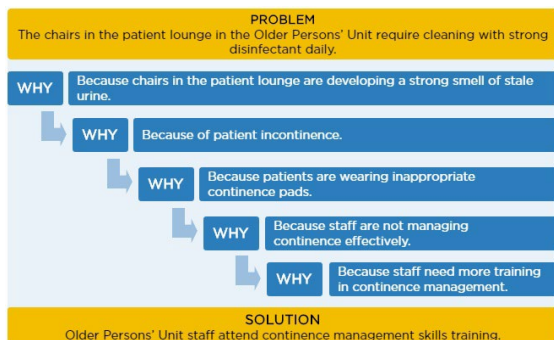 PROBLEM
The chairs in the patient lounge in the Older Persons' Unit require cleaning with strong
disinfectant daily.
WHY
Because chairs in the patient lounge are developing a strong smell of stale
urine.
WHY
Because of patient incontinence.
WHY
Because patients are wearing inappropriate
continence pads.
WHY
Because staff are not managing
continence effectively.
WHY
Because staff need more training
in continence management.
SOLUTION
Older Persons' Unit staff attend continence management skills training.